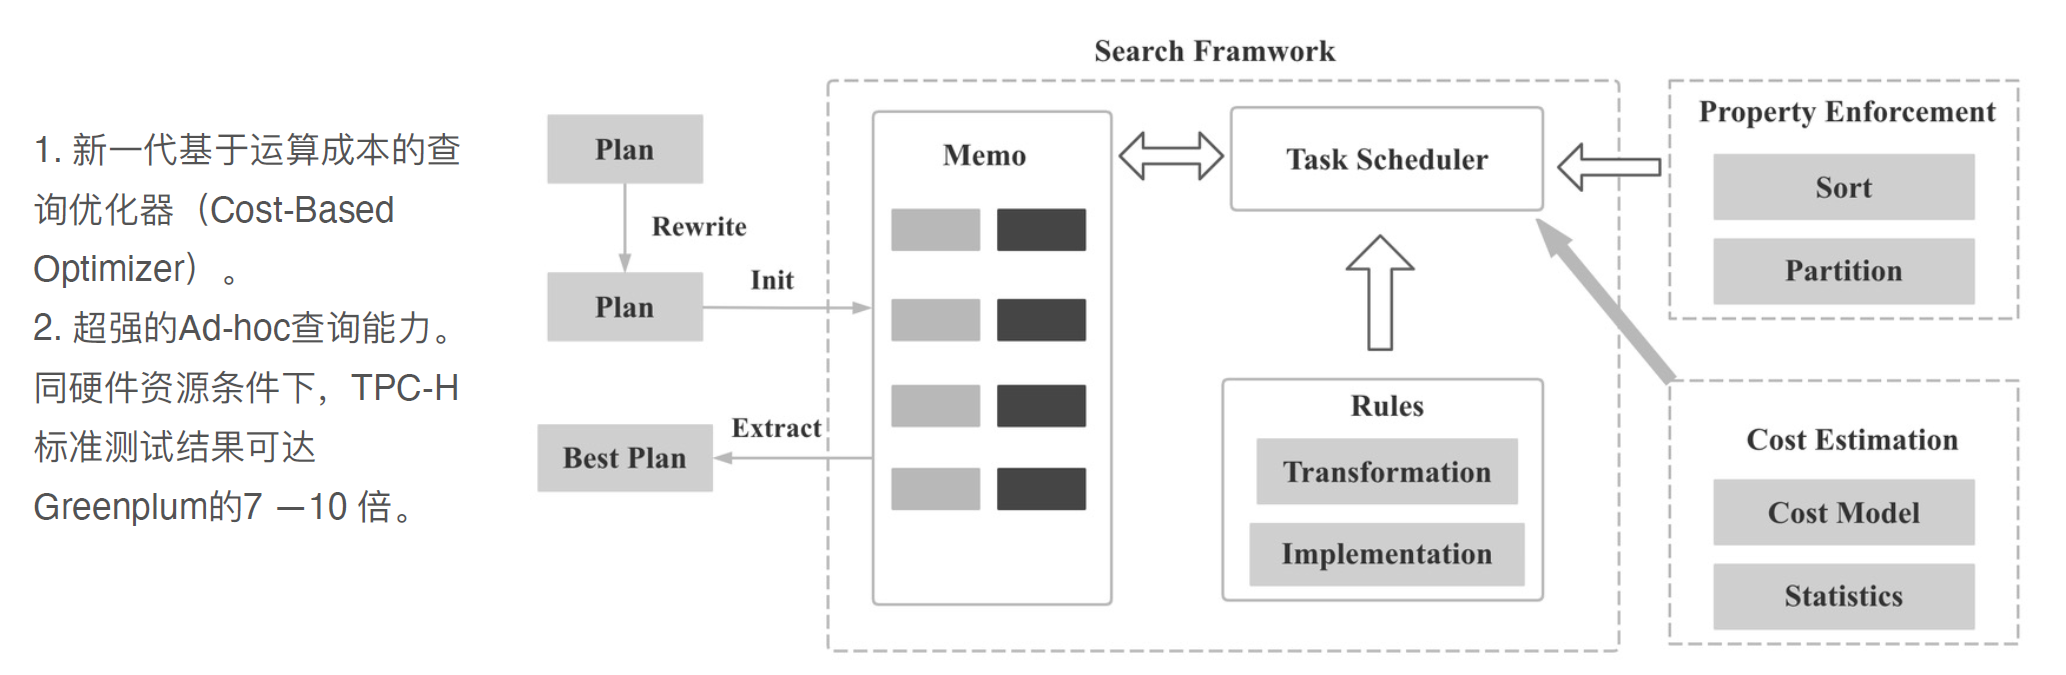 1. 新一代基于运算成本的查
询优化器（Cost-Based
Optimizer）。
2. 超强的Ad-hoc查询能力。
同硬件资源条件下，TPC-H
标准测试结果可达
Greenplum的7 —10 倍。
Search Framwork
Plan
Rewrite
Plan
Init
Extract
Best Plan
Memo
Task Scheduler
Rules
Transformation
Implementation
Property Enforcement
Sort
Partition
Cost Estimation
Cost Model
Statistics